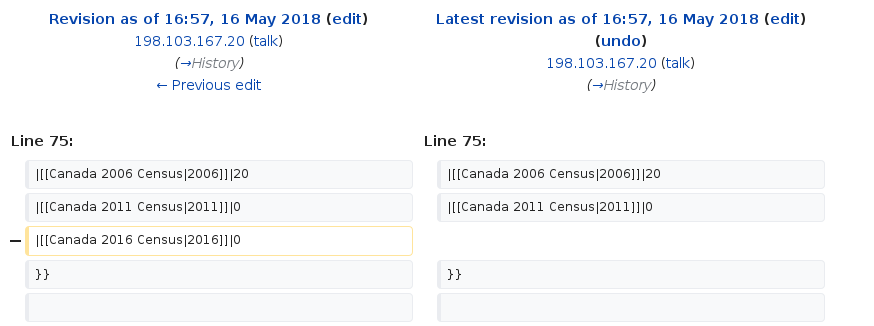 Revision as of 16:57, 16 May 2018 (edit)
198.103.167.20 (talk)
(→History)
← Previous edit
Latest revision as of 16:57, 16 May 2018 (edit)
(undo)
198.103.167.20 (talk)
(→History)
Line 75:
Line 75:
|[[Canada 2006 Census|2006]]|20
|[[Canada 2006 Census|2006]]|20
|[[Canada 2011 Census|2011]]|0
|[[Canada 2011 Census|2011]]|0
− |[[Canada 2016 Census|2016]]|0
}}
}}